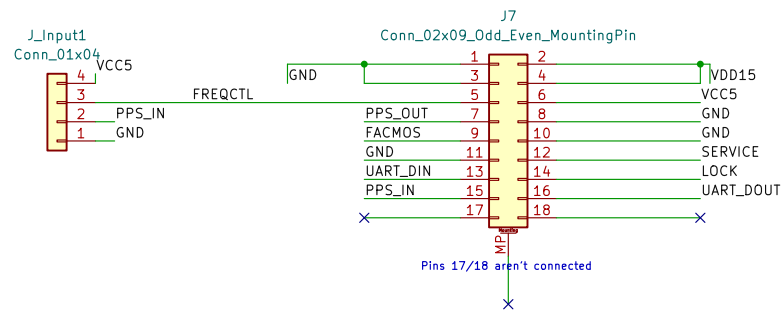 J_Input1
Conn_01x04
4 VCC5
3 FREQCTL
2 PPS_IN
1 GND
J7
Conn_02x09_Odd_Even_MountingPin
GND 1 2
3 4 VDD15
5 6 VCC5
PPS_OUT 7 8 GND
FACMOS 9 10 GND
GND 11 12 SERVICE
UART_DIN 13 14 LOCK
PPS_IN 15 16 UART_DOUT
17 18
Mounting
MP
Pins 17/18 aren't connected